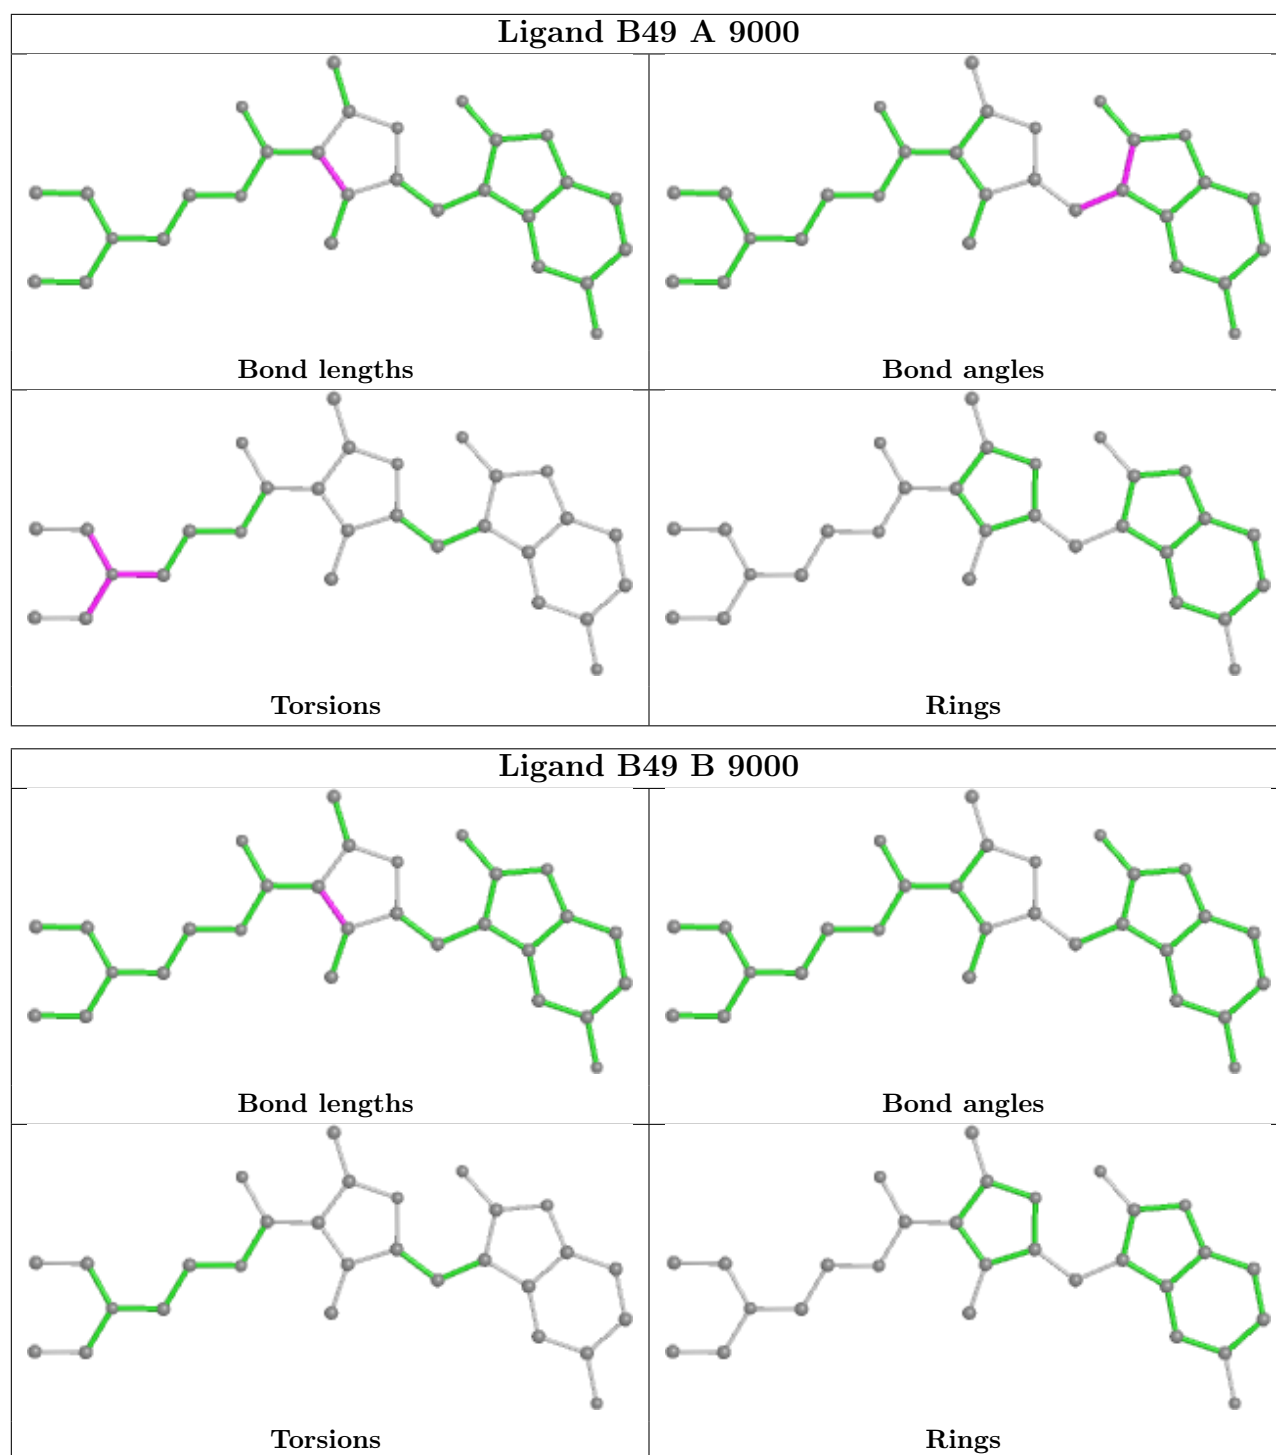 Ligand B49 A 9000
Bond lengths
Bond angles
Torsions
Rings
Ligand B49 B 9000
Bond lengths
Bond angles
Torsions
Rings